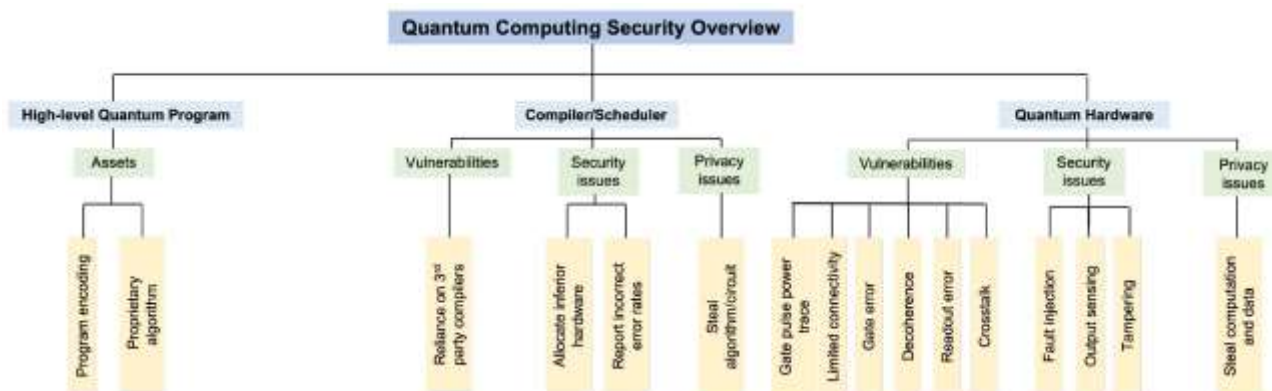 Quantum Computing Security Overview
High-level Quantum Program
Compiler/Scheduler
Quantum Hardware
Assets
Vulnerabilities
Security
issues
Privacy
issues
Vulnerabilities
Security
issues
Privacy
issues
Program encoding
Proprietary
algorithm
Reliance on 3rd
party compilers
Allocate inferior
hardware
Report incorrect
error rates
Steal
algorithm/circuit
Gate pulse power
trace
Limited connectivity
Gate error
Decoherence
Readout error
Crosstalk
Fault injection
Output sensing
Tampering
Steal computation
and data